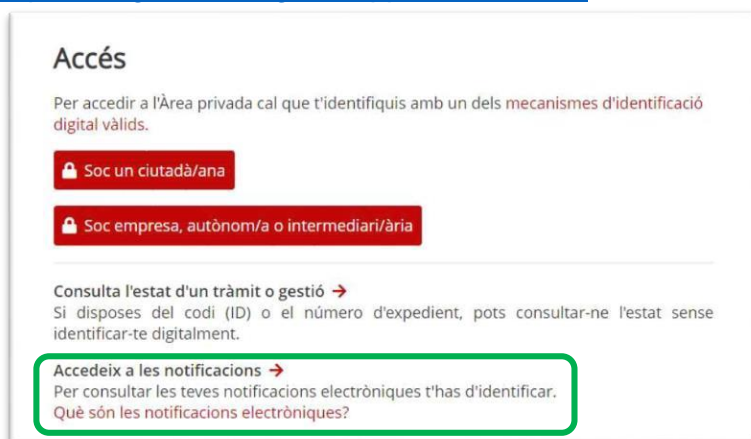 Accés
Per accedir a l'Àrea privada cal que t'identifiquis amb un dels mecanismes d'identificació
digital vàlids.
Soc un ciutadà/ana
Soc empresa, autònom/a o intermediari/ària
Consulta l'estat d'un tràmit o gestió →
Si disposes del codi (ID) o el número d'expedient, pots consultar-ne l'estat sense
identificar-te digitalment.
Accedeix a les notificacions →
Per consultar les teves notificacions electròniques t'has d'identificar.
Què són les notificacions electròniques?